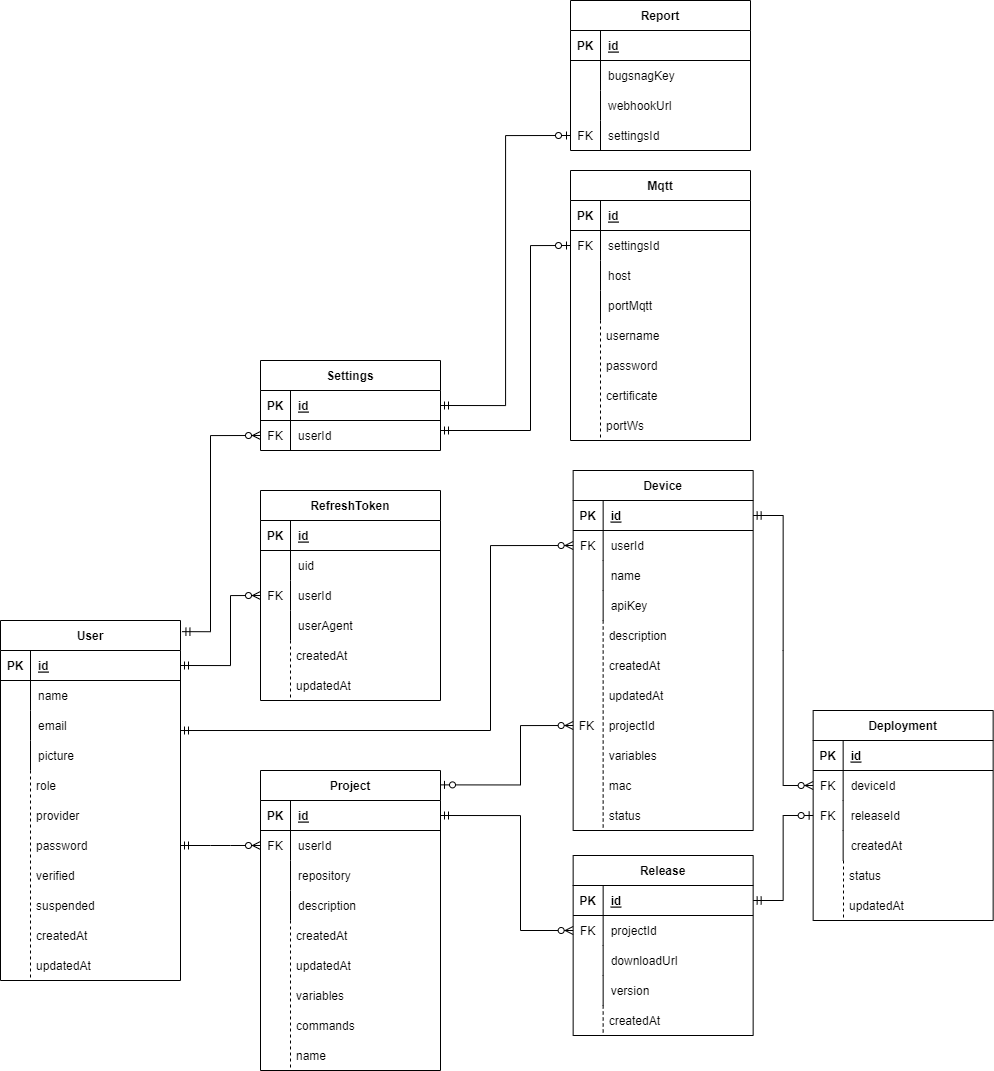 Report
PK id
bugsnagKey
webhookUrl
FK settingsId
Mqtt
PK id
FK settingsId
host
portMqtt
username
password
certificate
portWs
Settings
PK id
FK userId
RefreshToken
PK id
uid
FK userId
userAgent
createdAt
updatedAt
Device
PK id
FK userId
name
apiKey
description
createdAt
updatedAt
FK projectId
variables
mac
status
User
PK id
name
email
picture
role
provider
password
verified
suspended
createdAt
updatedAt
Project
PK id
FK userId
repository
description
createdAt
updatedAt
variables
commands
name
Release
PK id
FK projectId
downloadUrl
version
createdAt
Deployment
PK id
FK deviceId
FK releaseId
createdAt
status
updatedAt